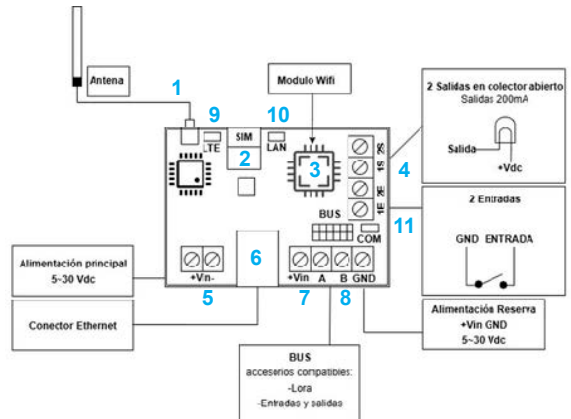 Antena
1
Modulo Wifi
2 Salidas en colector abierto
Salidas 200mA
Salida
+Vdc
9
10
LTE
SIM
LAN
2
3
2S
1S
2E
1E
4
11
BUS
COM
2 Entradas
GND ENTRADA
6
+Vin-
+Vin A B GND
5
7
8
Alimentación principal
5~30 Vdc
Conector Ethernet
Alimentación Reserva
+Vin GND
5~30 Vdc
BUS
accesorios compatibles:
-Lora
-Entradas y salidas